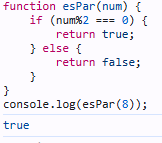 function esPar(num) {
    if (num%2 === 0) {
        return true;
    } else {
        return false;
    }
}
console.log(esPar(8));
true